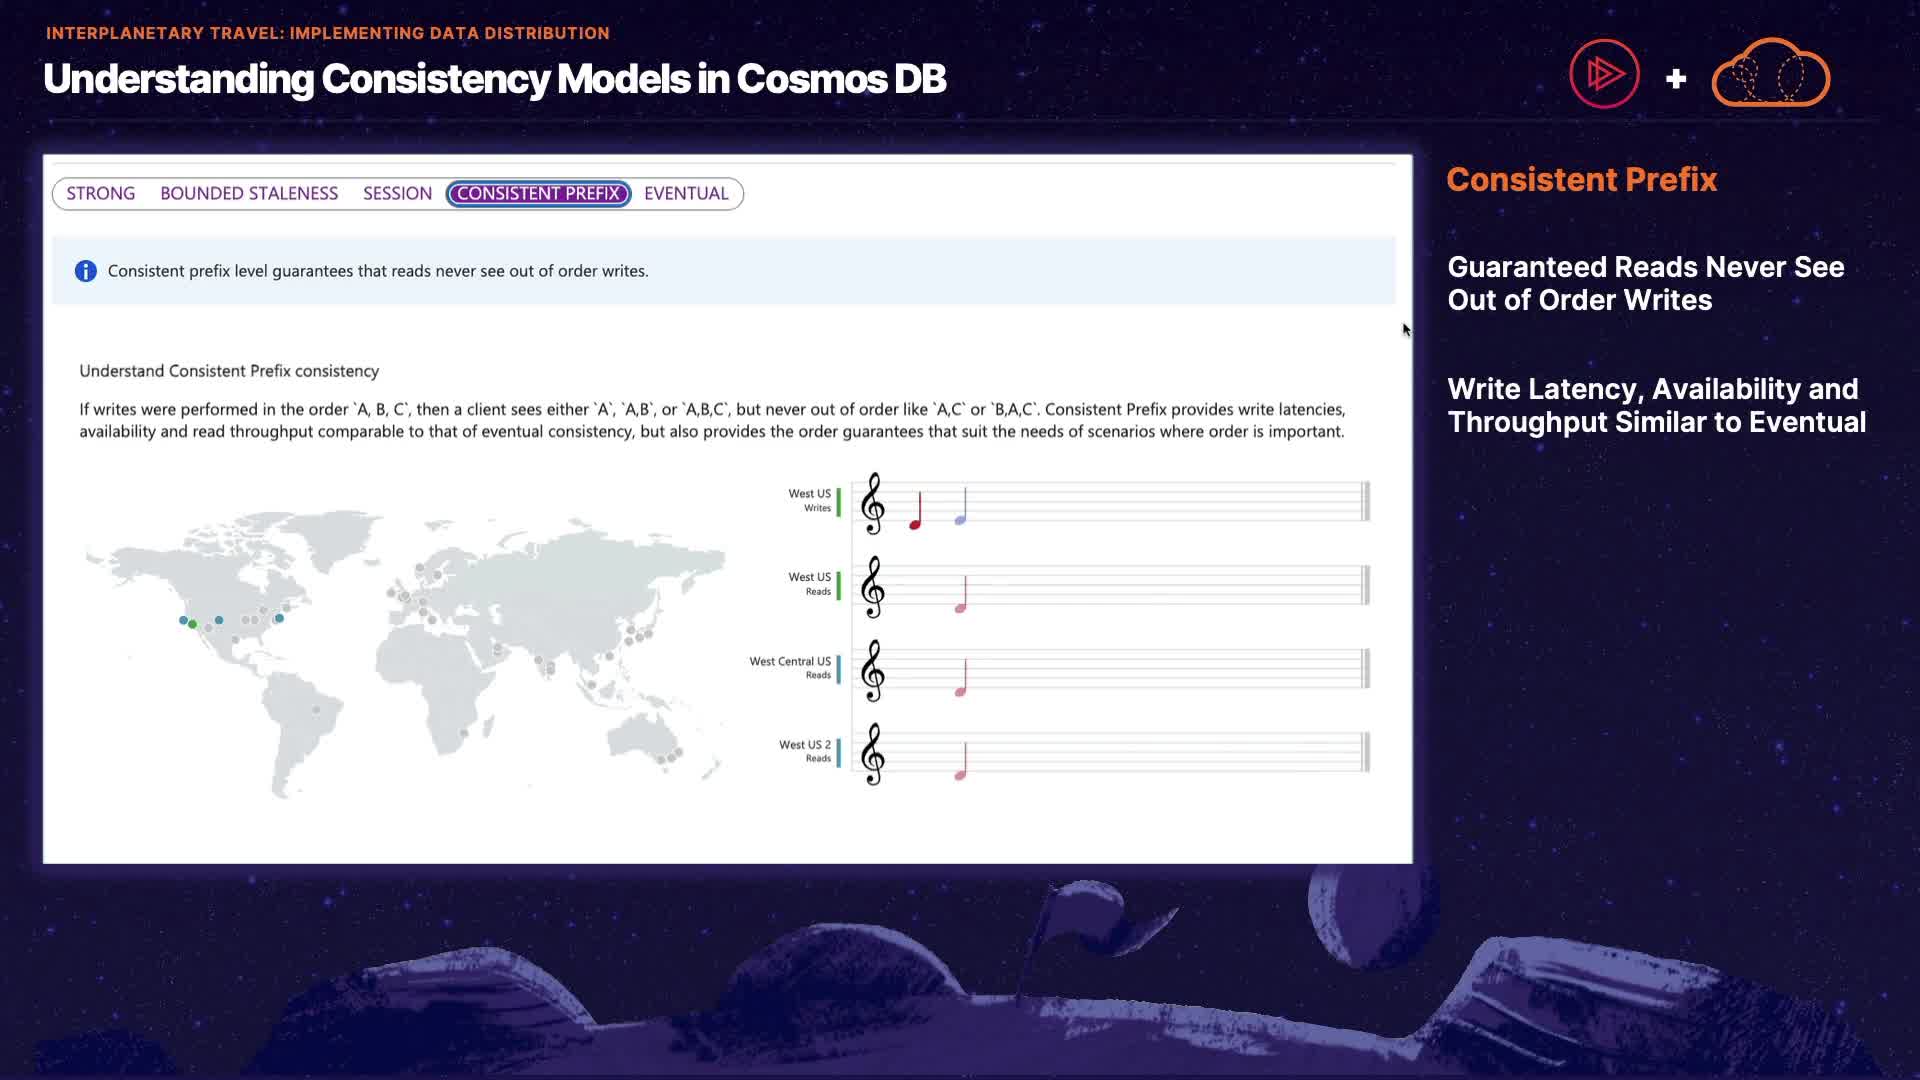 INTERPLANETARY TRAVEL: IMPLEMENTING DATA DISTRIBUTION
Understanding Consistency Models in Cosmos DB
+
STRONG BOUNDED STALENESS SESSION CONSISTENT PREFIX EVENTUAL
Consistent prefix level guarantees that reads never see out of order writes.
Understand Consistent Prefix consistency
If writes were performed in the order `A, B, C`, then a client sees either `A`, `A,B`, or `A,B,C`, but never out of order like `A,C` or `B,A,C`. Consistent Prefix provides write latencies,
availability and read throughput comparable to that of eventual consistency, but also provides the order guarantees that suit the needs of scenarios where order is important.
West US
Writes
West US
Reads
West Central US
Reads
West US 2
Reads
Consistent Prefix
Guaranteed Reads Never See
Out of Order Writes
Write Latency, Availability and
Throughput Similar to Eventual